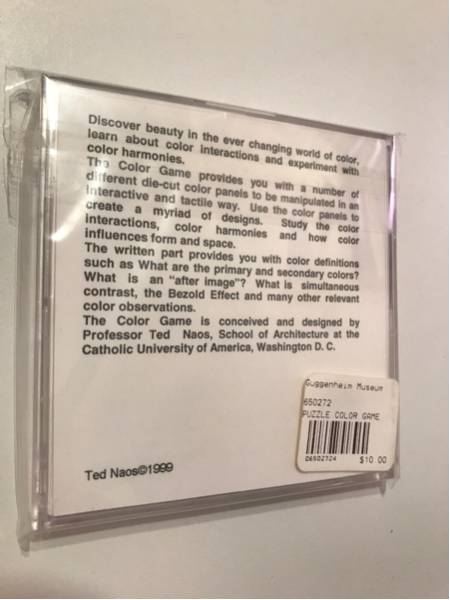 Discover beauty in the ever changing world of color,
learn about color interactions and experiment with
color harmonies.
The Color Game provides you with a number of
different die-cut color panels to be manipulated in an
interactive and tactile way. Use the color panels to
create a myriad of designs. Study the color
interactions, color harmonies and how color
influences form and space.
The written part provides you with color definitions
such as What are the primary and secondary colors?
What is an "after image"? What is simultaneous
contrast, the Bezold Effect and many other relevant
color observations.
The Color Game is conceived and designed by
Professor Ted Naos, School of Architecture at the
Catholic University of America, Washington D. C.
Ted Naos©1999
Guggenheim Museum
650272
PUZZLE COLOR GAME
06502724 $10.00